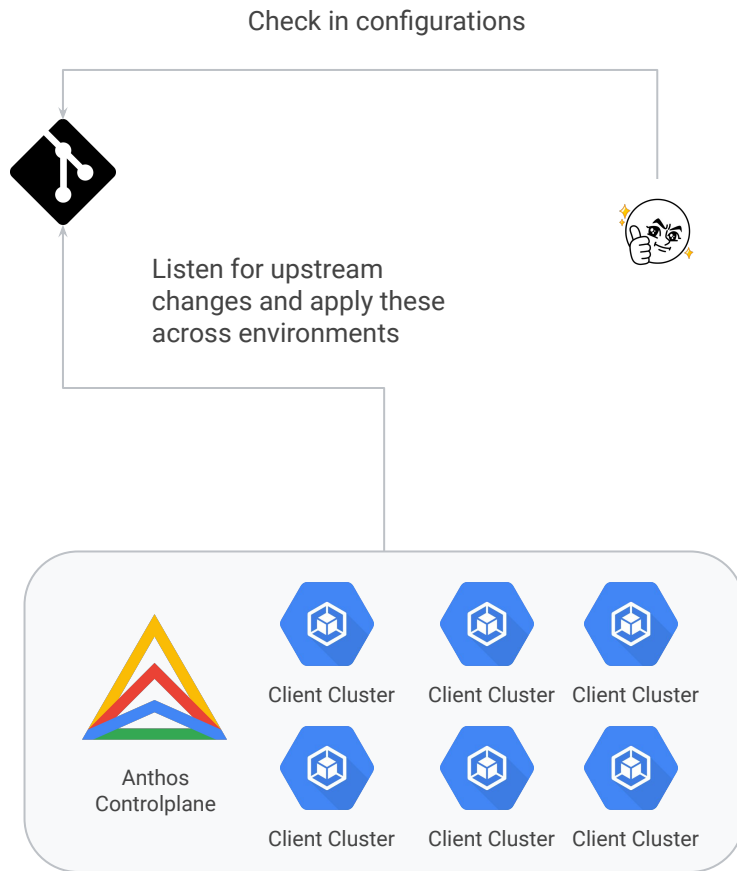 Check in configurations
Listen for upstream
changes and apply these
across environments
Client Cluster
Client Cluster
Client Cluster
Anthos
Controlplane
Client Cluster
Client Cluster
Client Cluster